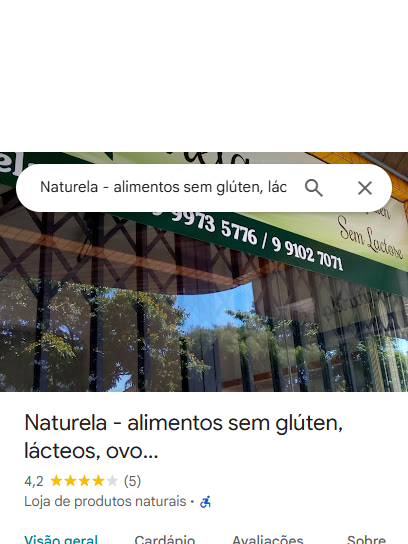 Naturela - alimentos sem glúten, lác
9973 5776 / 9 9102 7071
Sem Lactose
Naturela - alimentos sem glúten,
lácteos, ovo...
4,2 (5)
Loja de produtos naturais ·
Visão geral Cardápio Avaliações Sobre